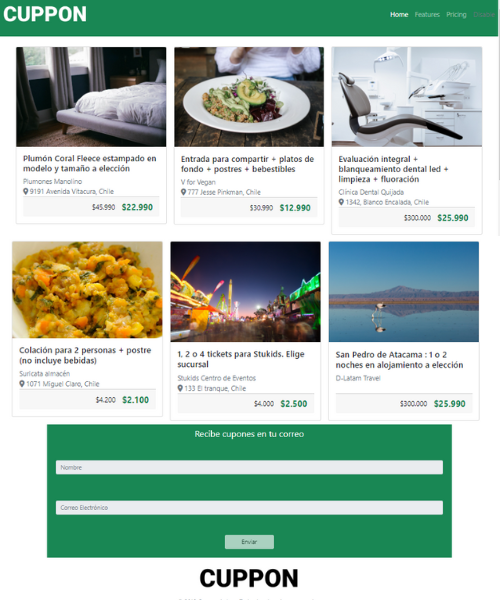 CUPPON
Home Features Pricing
Plumón Coral Fleece estampado en
modelo y tamaño a elección
Plumones Manolino
9191 Avenida Vitacura, Chile
$45.990 $22.990
Entrada para compartir + platos de
fondo + postres + bebestibles
V for Vegan
777 Jesse Pinkman, Chile
$30.990 $12.990
Evaluación integral +
blanqueamiento dental led +
limpieza + fluoración
Clínica Dental Quijada
1342, Blanco Encalada, Chile
$300.000 $25.990
Colación para 2 personas + postre
(no incluye bebidas)
Suricata almacén
1071 Miguel Claro, Chile
$4.200 $2.100
1, 2 o 4 tickets para Stukids. Elige
sucursal
Stukids Centro de Eventos
133 El tranque, Chile
$4.000 $2.500
San Pedro de Atacama : 1 o 2
noches en alojamiento a elección
D-Latam Travel
$300.000 $25.990
Recibe cupones en tu correo
Nombre
Correo Electrónico
Enviar
CUPPON